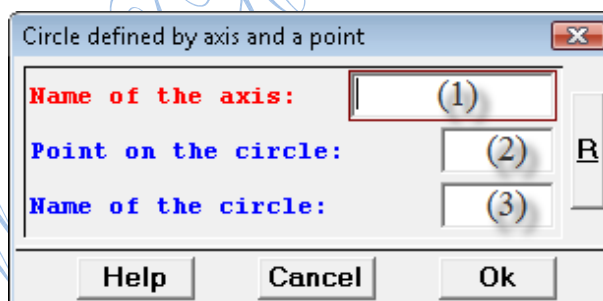 Circle defined by axis and a point
Name of the axis: (1)
Point on the circle: (2)
Name of the circle: (3)
R
Help Cancel Ok